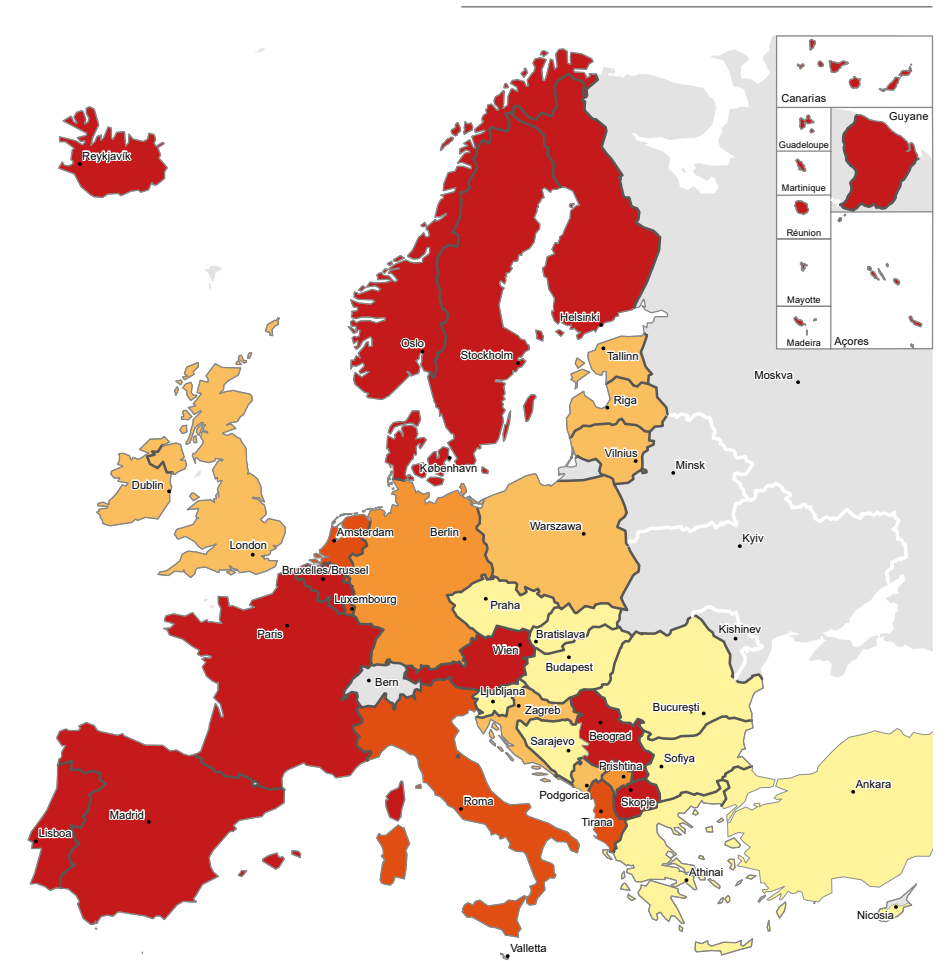 Canarias
Guyane
Guadeloupe
Martinique
Réunion
Mayotte
Madeira
Açores
Reykjavik
Helsinki
Oslo
Stockholm
Tallinn
Moskva
Riga
Vilnius
København
Minsk
Dublin
London
Amsterdam
Berlin
Warszawa
Kyiv
Bruxelles/Brussel
Luxembourg
Praha
Paris
Kishinev
Bratislava
Wien
Budapest
Bern
Ljubljana
Zagreb
Bucureşti
Beograd
Sarajevo
Sofiya
Prishtina
Podgorica
Skopje
Ankara
Roma
Tirana
Madrid
Lisboa
Athinai
Nicosia
Valletta